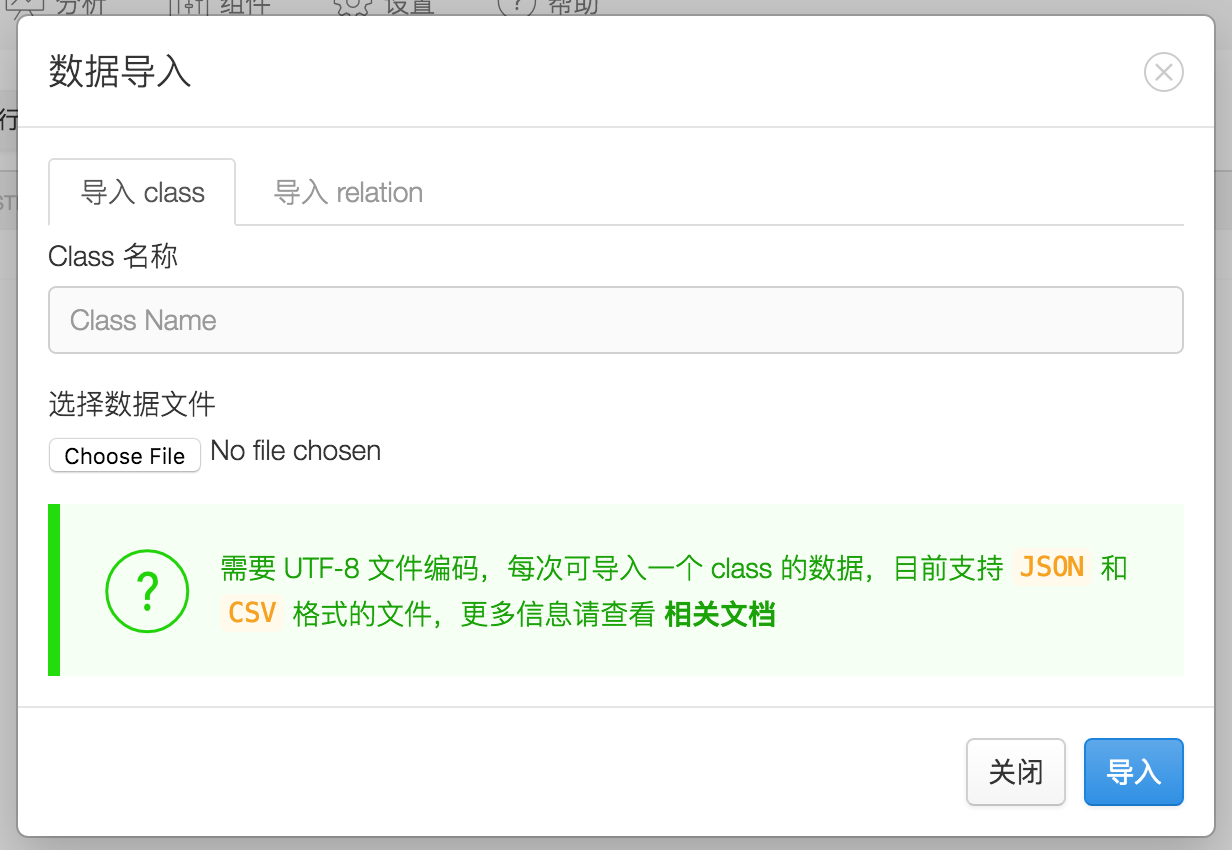 分析 组件 设置 帮助
数据导入
行
导入 class 导入 relation
Class 名称
Class Name
选择数据文件
Choose File No file chosen
需要 UTF-8 文件编码，每次可导入一个 class 的数据，目前支持 JSON 和
CSV 格式的文件，更多信息请查看 相关文档
关闭 导入